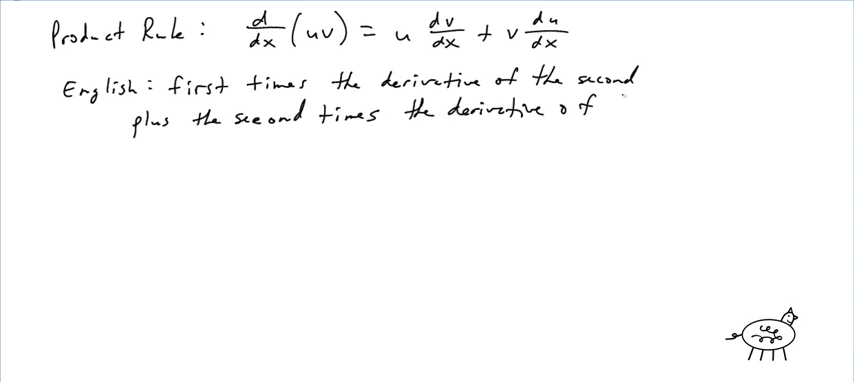 Product Rule : d/dx (uv) = u dv/dx + v du/dx
English : first times the derivative of the second
plus the second times the derivative of